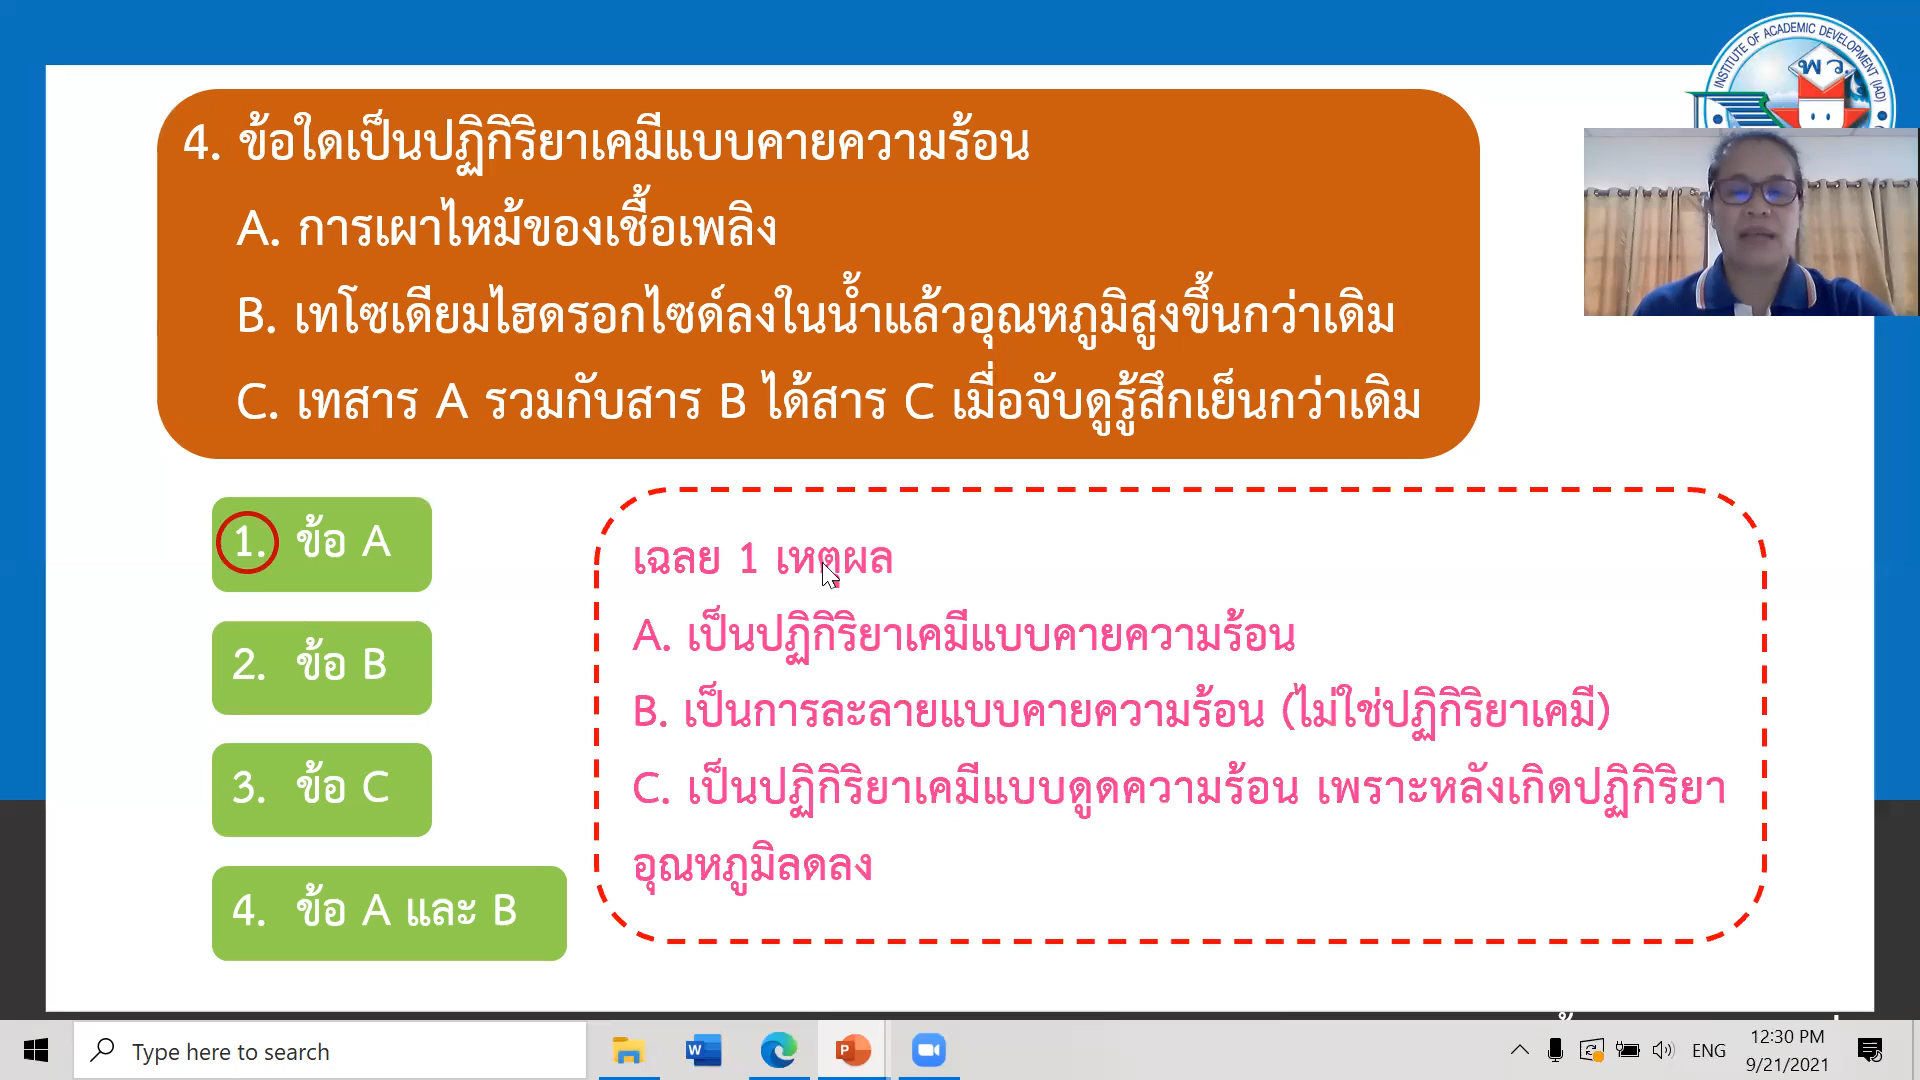 INSTITUTE OF ACADEMIC DEVELOPMENT (IAD)
พว.
4. ข้อใดเป็นปฏิกิริยาเคมีแบบคายความร้อน
A. การเผาไหม้ของเชื้อเพลิง
B. เทโซเดียมไฮดรอกไซด์ลงในน้ำแล้วอุณหภูมิสูงขึ้นกว่าเดิม
C. เทสาร A รวมกับสาร B ได้สาร C เมื่อจับดูรู้สึกเย็นกว่าเดิม
1. ข้อ A
2. ข้อ B
3. ข้อ C
4. ข้อ A และ B
เฉลย 1 เหตุผล
A. เป็นปฏิกิริยาเคมีแบบคายความร้อน
B. เป็นการละลายแบบคายความร้อน (ไม่ใช่ปฏิกิริยาเคมี)
C. เป็นปฏิกิริยาเคมีแบบดูดความร้อน เพราะหลังเกิดปฏิกิริยา
อุณหภูมิลดลง
Type here to search
ENG
12:30 PM
9/21/2021